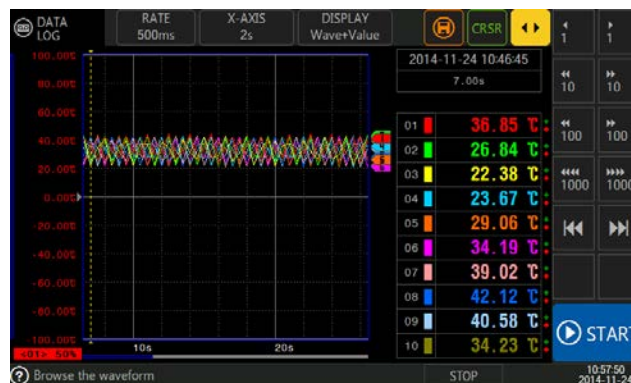 DATA LOG
RATE 500ms
X-AXIS 2s
DISPLAY Wave+Value
CRSR
1 1
2014-11-24 10:46:45
7.00s
10 10
100 100
1000 1000
100.00℃
80.00℃
60.00℃
40.00℃
20.00℃
0.00℃
-20.00℃
-40.00℃
-60.00℃
-80.00℃
-100.00℃
<01> 50%
10s 20s
01 36.85 ℃
02 26.84 ℃
03 22.38 ℃
04 23.67 ℃
05 29.06 ℃
06 34.19 ℃
07 39.02 ℃
08 42.12 ℃
09 40.58 ℃
10 34.23 ℃
START
? Browse the waveform
STOP
10:57:50
2014-11-24